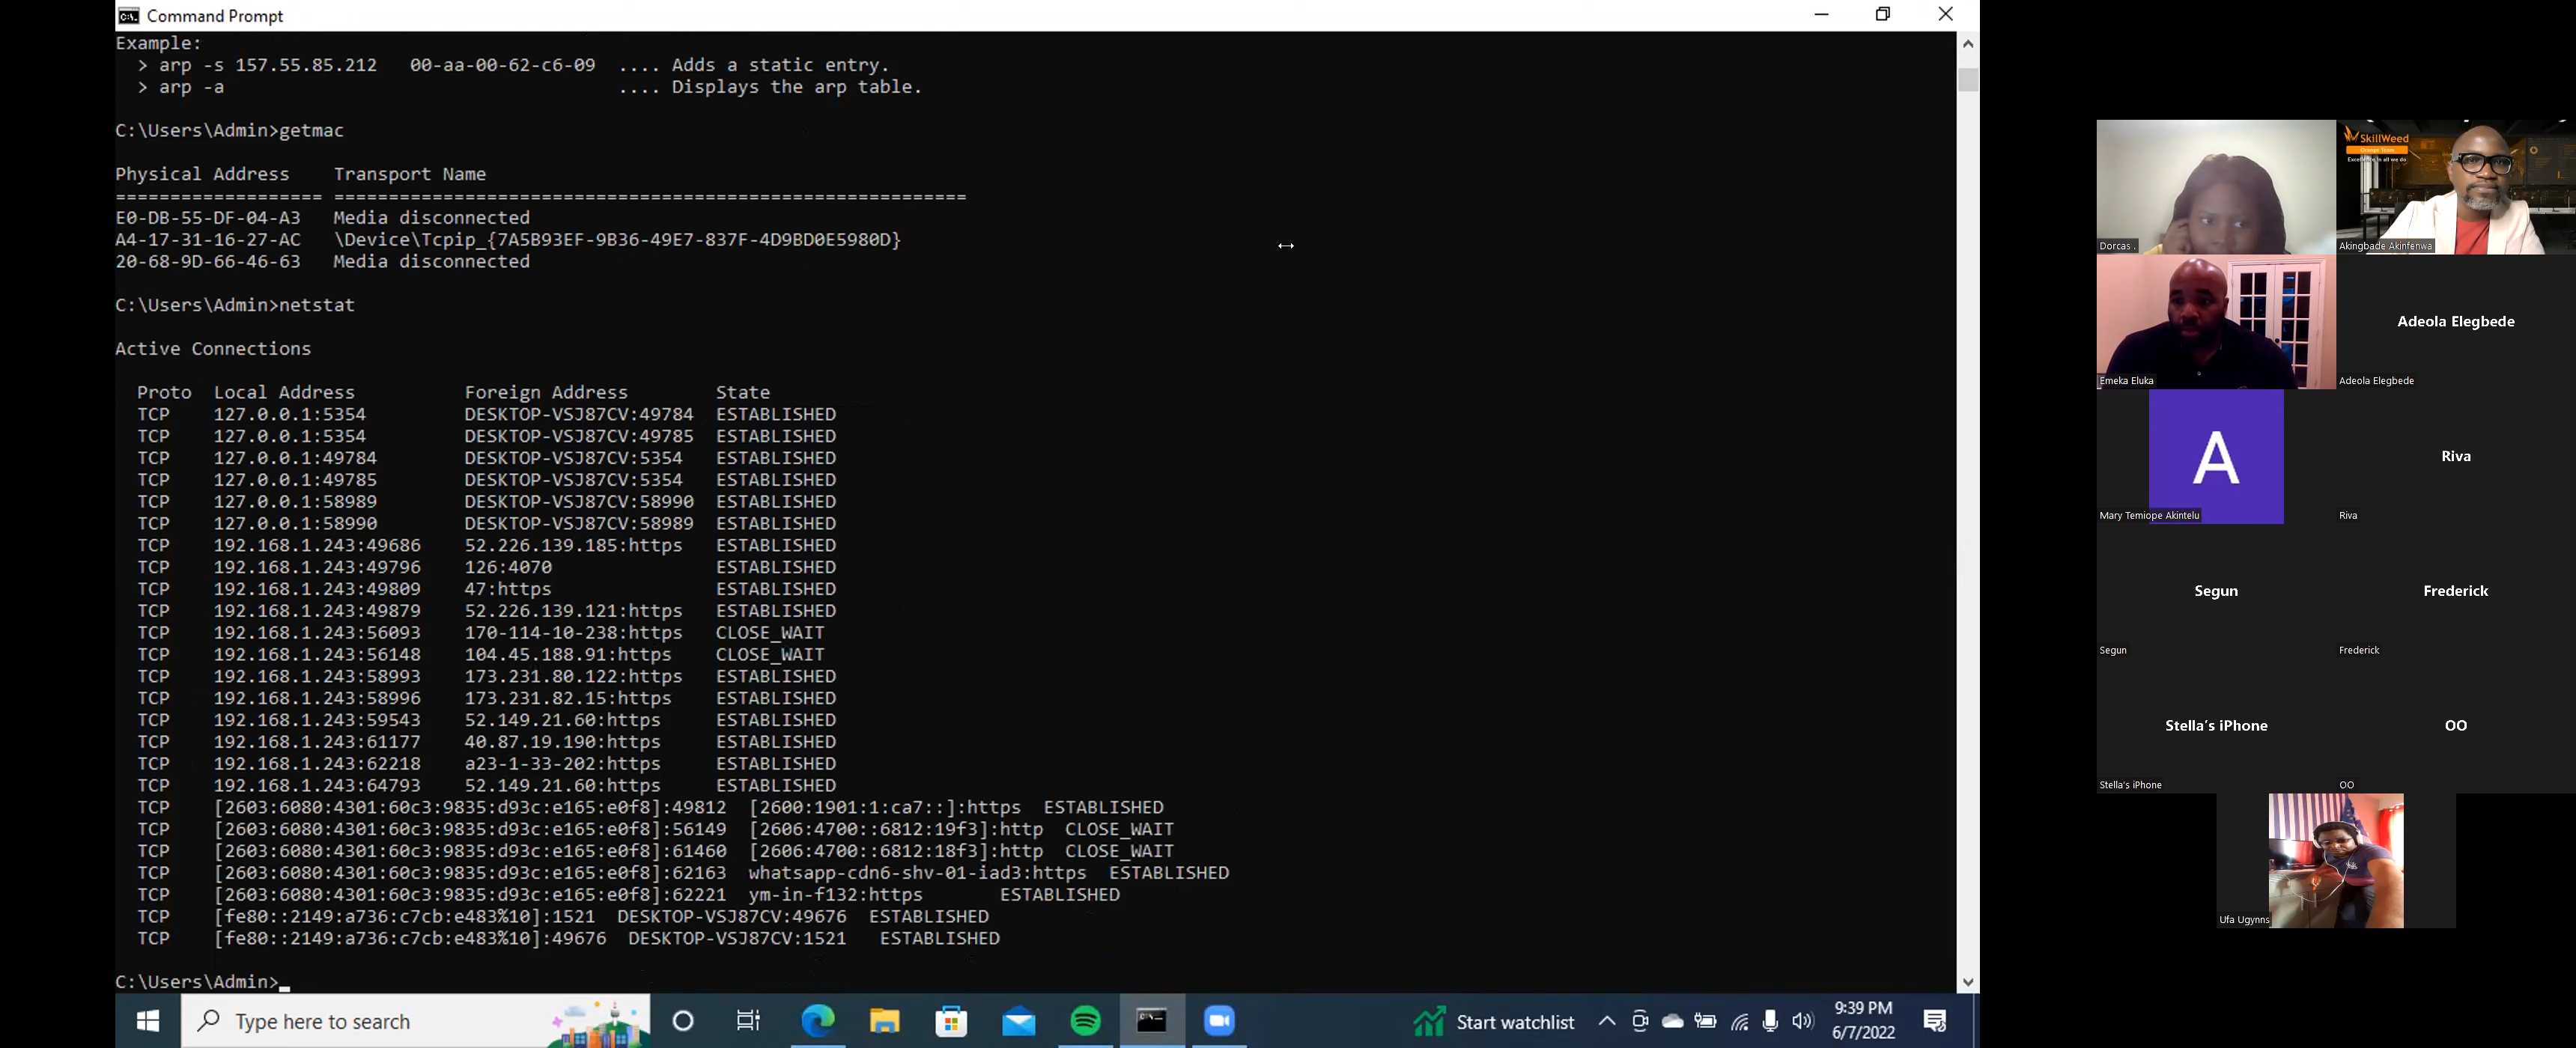 Command Prompt
Example:
> arp -s 157.55.85.212   00-aa-00-62-c6-09  .... Adds a static entry.
> arp -a                                    .... Displays the arp table.
C:\Users\Admin>getmac
Physical Address    Transport Name
=================== ==========================================================
E0-DB-55-DF-04-A3   Media disconnected
A4-17-31-16-27-AC   \Device\Tcpip_{7A5B93EF-9B36-49E7-837F-4D9BD0E5980D}
20-68-9D-66-46-63   Media disconnected
C:\Users\Admin>netstat
Active Connections
Proto  Local Address          Foreign Address        State
TCP    127.0.0.1:5354         DESKTOP-VSJ87CV:49784  ESTABLISHED
TCP    127.0.0.1:5354         DESKTOP-VSJ87CV:49785  ESTABLISHED
TCP    127.0.0.1:49784        DESKTOP-VSJ87CV:5354   ESTABLISHED
TCP    127.0.0.1:49785        DESKTOP-VSJ87CV:5354   ESTABLISHED
TCP    127.0.0.1:58989        DESKTOP-VSJ87CV:58990  ESTABLISHED
TCP    127.0.0.1:58990        DESKTOP-VSJ87CV:58989  ESTABLISHED
TCP    192.168.1.243:49686    52.226.139.185:https   ESTABLISHED
TCP    192.168.1.243:49796    126:4070               ESTABLISHED
TCP    192.168.1.243:49809    47:https               ESTABLISHED
TCP    192.168.1.243:49879    52.226.139.121:https   ESTABLISHED
TCP    192.168.1.243:56093    170-114-10-238:https   CLOSE_WAIT
TCP    192.168.1.243:56148    104.45.188.91:https    CLOSE_WAIT
TCP    192.168.1.243:58993    173.231.80.122:https   ESTABLISHED
TCP    192.168.1.243:58996    173.231.82.15:https    ESTABLISHED
TCP    192.168.1.243:59543    52.149.21.60:https     ESTABLISHED
TCP    192.168.1.243:61177    40.87.19.190:https     ESTABLISHED
TCP    192.168.1.243:62218    a23-1-33-202:https     ESTABLISHED
TCP    192.168.1.243:64793    52.149.21.60:https     ESTABLISHED
TCP    [2603:6080:4301:60c3:9835:d93c:e165:e0f8]:49812  [2600:1901:1:ca7::]:https  ESTABLISHED
TCP    [2603:6080:4301:60c3:9835:d93c:e165:e0f8]:56149  [2606:4700::6812:19f3]:http  CLOSE_WAIT
TCP    [2603:6080:4301:60c3:9835:d93c:e165:e0f8]:61460  [2606:4700::6812:18f3]:http  CLOSE_WAIT
TCP    [2603:6080:4301:60c3:9835:d93c:e165:e0f8]:62163  whatsapp-cdn6-shv-01-iad3:https  ESTABLISHED
TCP    [2603:6080:4301:60c3:9835:d93c:e165:e0f8]:62221  ym-in-f132:https       ESTABLISHED
TCP    [fe80::2149:a736:c7cb:e483%10]:1521  DESKTOP-VSJ87CV:49676  ESTABLISHED
TCP    [fe80::2149:a736:c7cb:e483%10]:49676  DESKTOP-VSJ87CV:1521   ESTABLISHED
C:\Users\Admin>_
Type here to search
Start watchlist
9:39 PM
6/7/2022
Dorcas .
SkillWeed
Excellence in all we do
Akingbade Akinfenwa
Emeka Eluka
Adeola Elegbede
Adeola Elegbede
A
Mary Temiope Akintelu
Riva
Riva
Segun
Segun
Frederick
Frederick
Stella's iPhone
Stella's iPhone
OO
OO
Ufa Ugynns